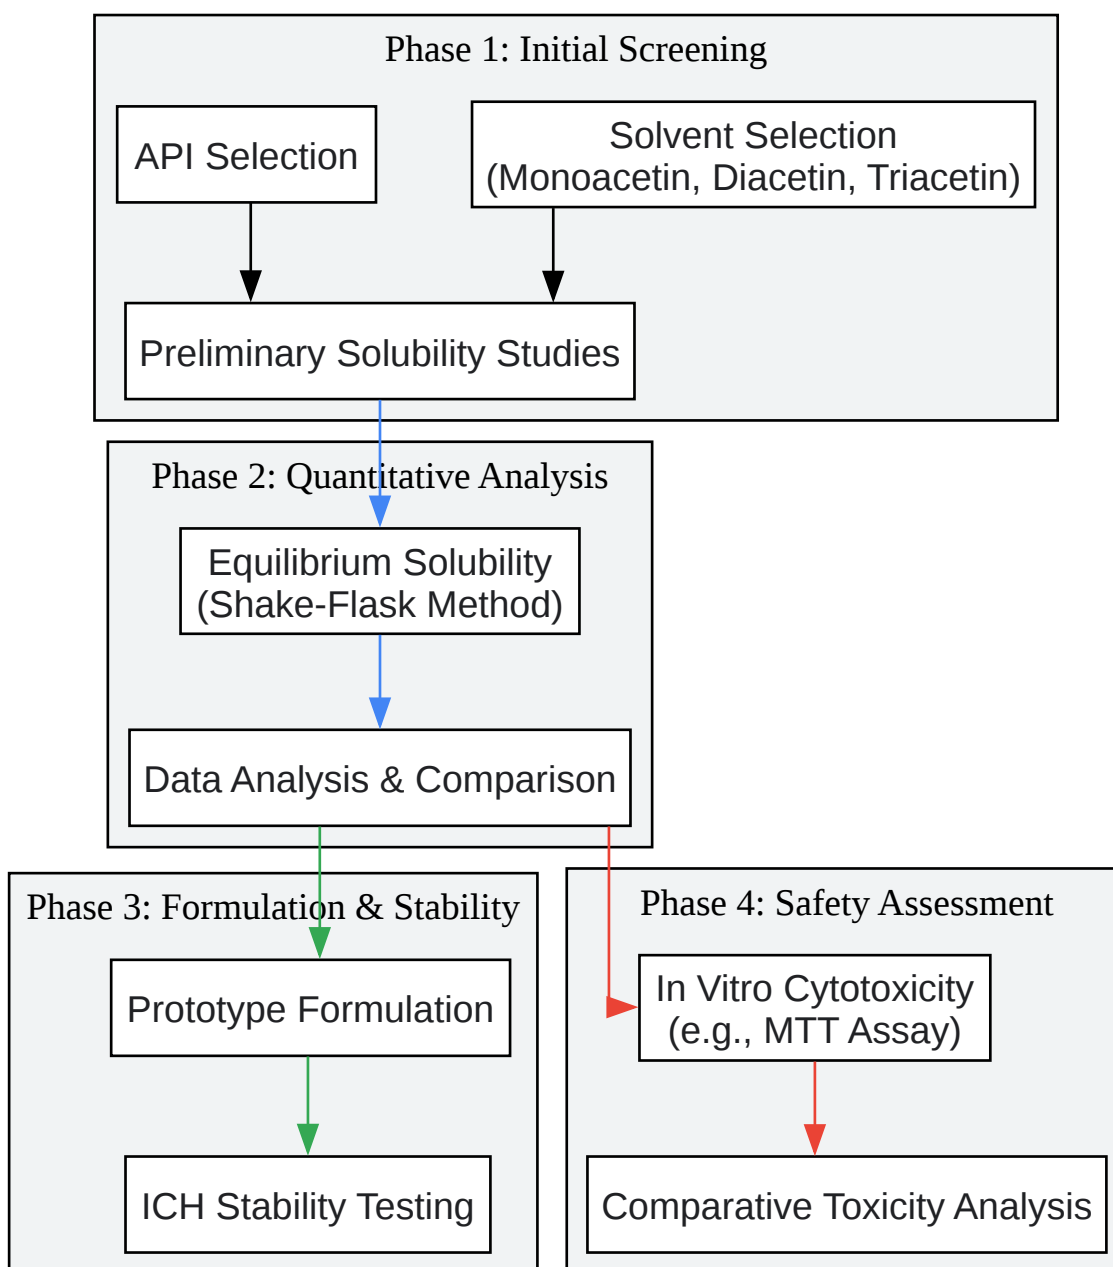 Phase 1: Initial Screening
API Selection
Solvent Selection
(Monoacetin, Diacetin, Triacetin)
Preliminary Solubility Studies
Phase 2: Quantitative Analysis
Equilibrium Solubility
(Shake-Flask Method)
Data Analysis & Comparison
Phase 3: Formulation & Stability
Prototype Formulation
ICH Stability Testing
Phase 4: Safety Assessment
In Vitro Cytotoxicity
(e.g., MTT Assay)
Comparative Toxicity Analysis